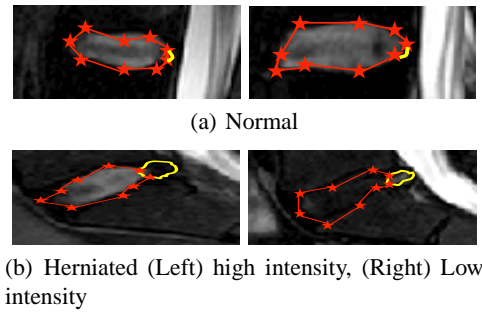 (a) Normal
(b) Herniated (Left) high intensity, (Right) Low
intensity